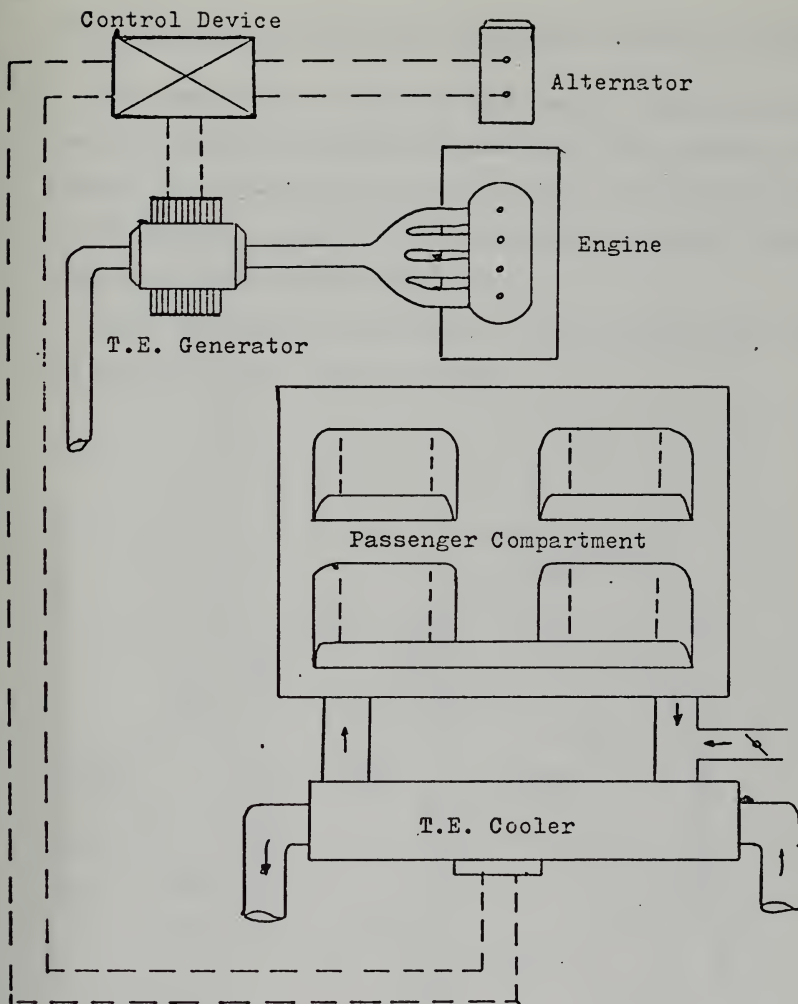 Control Device
Alternator
Engine
T.E. Generator
Passenger Compartment
T.E. Cooler